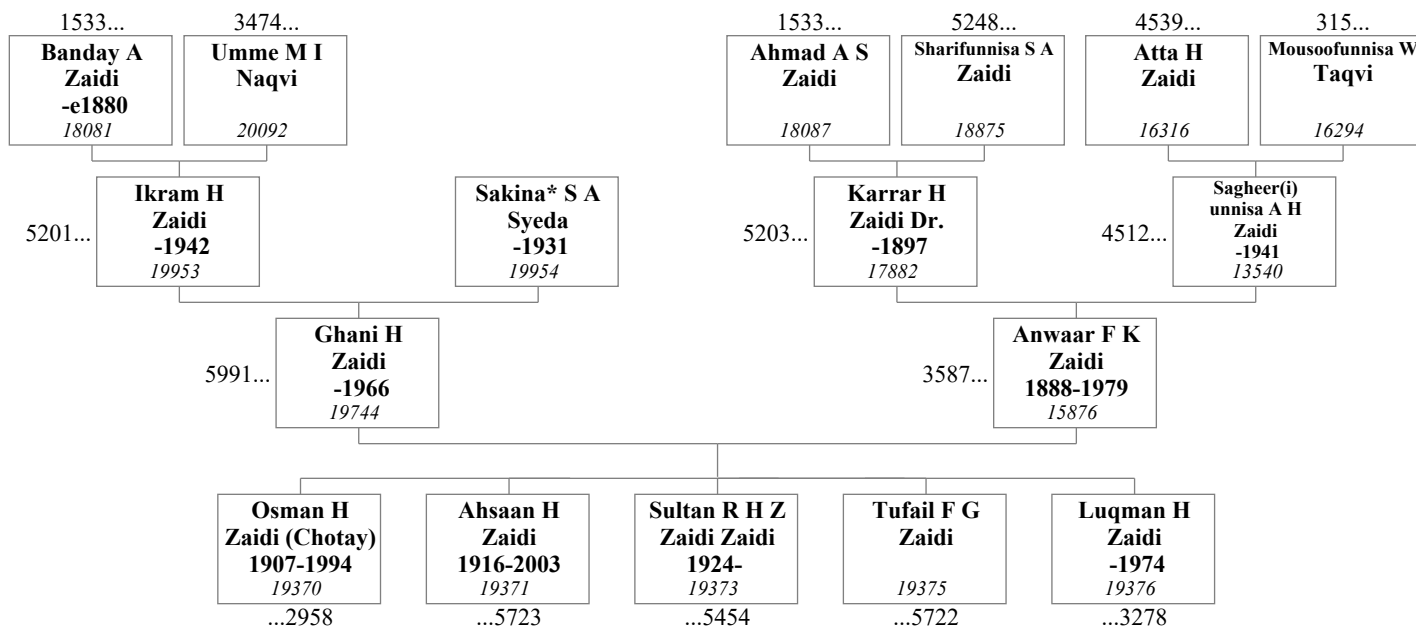 1533...
3474...
1533...
5248...
4539...
315...
Banday A
Zaidi
-e1880
18081
Umme M I
Naqvi
20092
Ahmad A S
Zaidi
18087
Sharifunnisa S A
Zaidi
18875
Atta H
Zaidi
16316
Mousoofunnisa W
Taqvi
16294
5201...
Ikram H
Zaidi
-1942
19953
Sakina* S A
Syeda
-1931
19954
5203...
Karrar H
Zaidi Dr.
-1897
17882
4512...
Sagheer(i)
unnisa A H
Zaidi
-1941
13540
5991...
Ghani H
Zaidi
-1966
19744
3587...
Anwaar F K
Zaidi
1888-1979
15876
Osman H
Zaidi (Chotay)
1907-1994
19370
Ahsaan H
Zaidi
1916-2003
19371
Sultan R H Z
Zaidi Zaidi
1924-
19373
Tufail F G
Zaidi
19375
Luqman H
Zaidi
-1974
19376
...2958
...5723
...5454
...5722
...3278